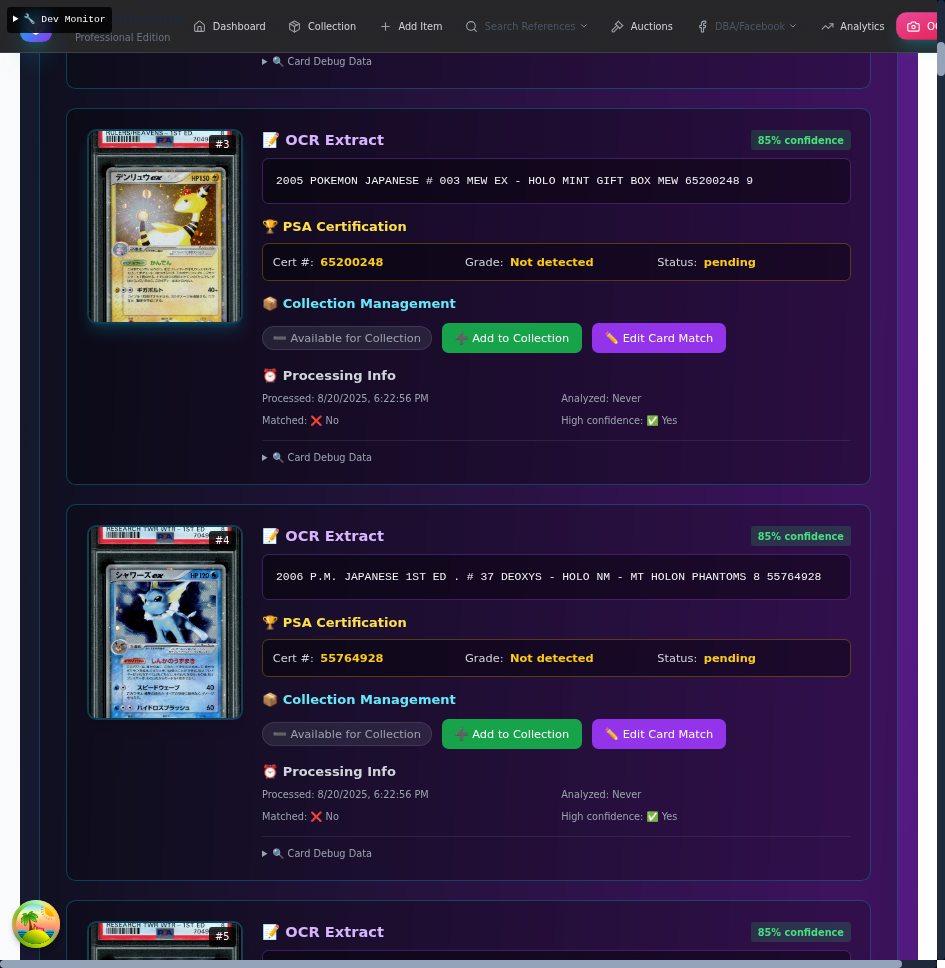 ▶ 🔧 Dev Monitor
Professional Edition
Dashboard
Collection
Add Item
Search References
Auctions
DBA/Facebook
Analytics
▶ 🔍 Card Debug Data
#3
デンリュウex HP150
かんでん
ギガボルト 40+
📝 OCR Extract
85% confidence
2005 POKEMON JAPANESE # 003 MEW EX - HOLO MINT GIFT BOX MEW 65200248 9
🏆 PSA Certification
Cert #: 65200248 Grade: Not detected Status: pending
📦 Collection Management
➖ Available for Collection
➕ Add to Collection
✏️ Edit Card Match
⏰ Processing Info
Processed: 8/20/2025, 6:22:56 PM Analyzed: Never
Matched: ❌ No High confidence: ✅ Yes
▶ 🔍 Card Debug Data
RESEARCH TWR WTR - 1ST ED
#4
シャワーズex HP120
しんかのうずまき
スピードウェーブ 40
ハイドロスプラッシュ 60
📝 OCR Extract
85% confidence
2006 P.M. JAPANESE 1ST ED . # 37 DEOXYS - HOLO NM - MT HOLON PHANTOMS 8 55764928
🏆 PSA Certification
Cert #: 55764928 Grade: Not detected Status: pending
📦 Collection Management
➖ Available for Collection
➕ Add to Collection
✏️ Edit Card Match
⏰ Processing Info
Processed: 8/20/2025, 6:22:56 PM Analyzed: Never
Matched: ❌ No High confidence: ✅ Yes
▶ 🔍 Card Debug Data
RESEARCH TWR WTR - 1ST ED
#5
📝 OCR Extract
85% confidence